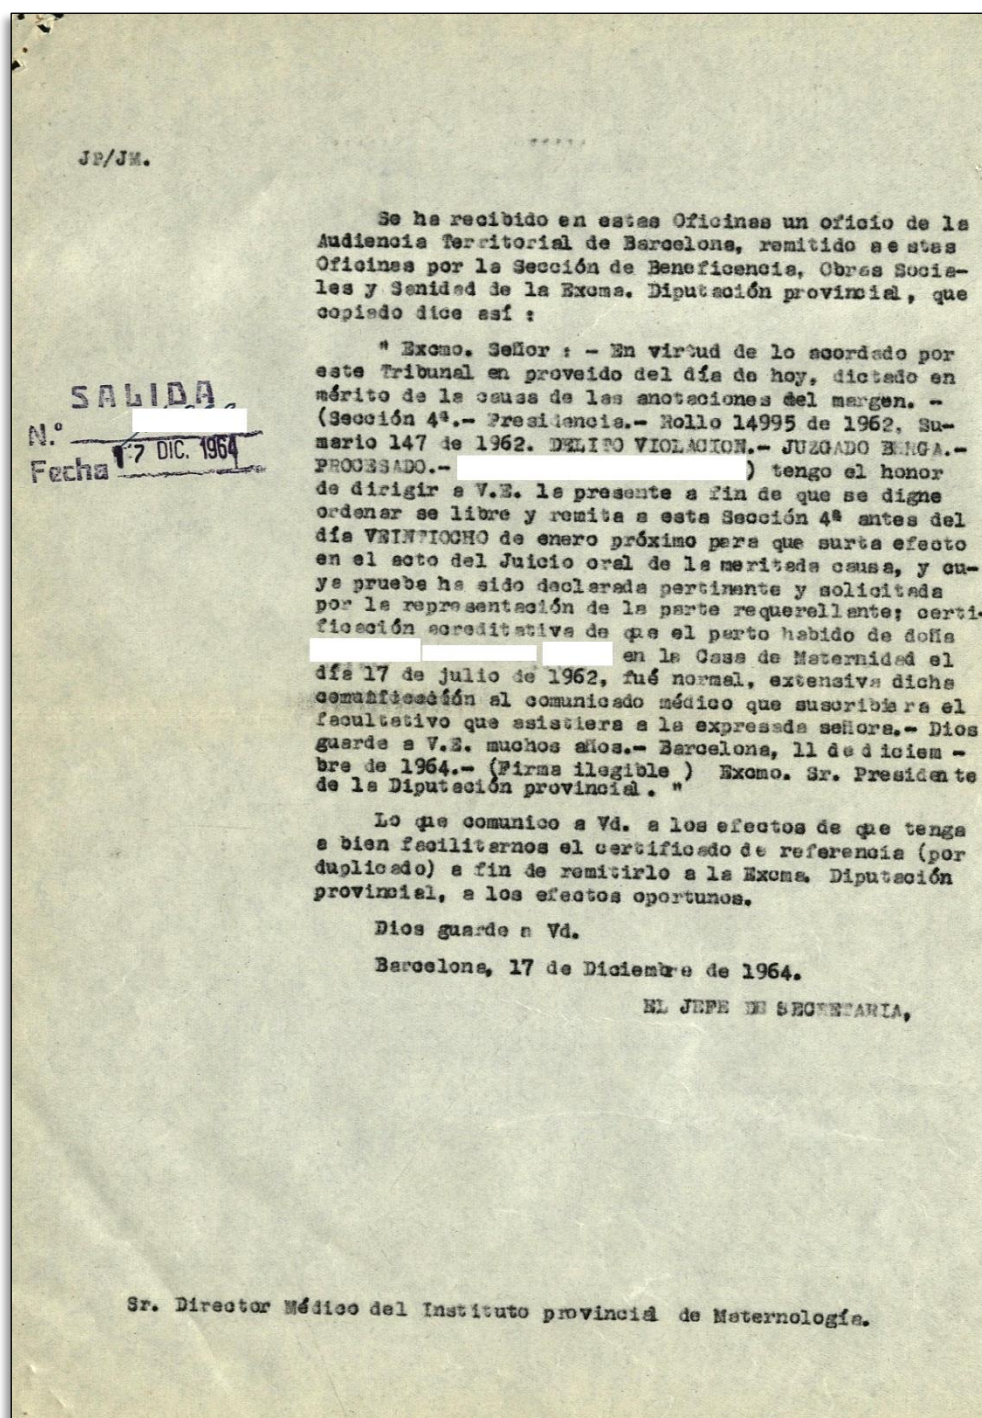 JP/JM.
Se ha recibido en estas Oficinas un oficio de la
Audiencia Territorial de Barcelona, remitido a estas
Oficinas por la Sección de Beneficencia, Obras Socia-
les y Sanidad de la Excma. Diputación provincial, que
copiado dice así :
" Excmo. Señor : - En virtud de lo acordado por
este Tribunal en proveido del día de hoy, dictado en
mérito de la causa de las anotaciones del margen. -
(Sección 4ª.- Presidencia.- Rollo 14995 de 1962, Su-
mario 147 de 1962. DELITO VIOLACION.- JUZGADO BERGA.-
PROCESADO.- ) tengo el honor
de dirigir a V.E. la presente a fin de que se digne
ordenar se libre y remita a esta Sección 4ª antes del
día VEINTIOCHO de enero próximo para que surta efecto
en el acto del Juicio oral de la meritada causa, y cu-
ya prueba ha sido declarada pertinente y solicitada
por la representación de la parte requerellante; certi-
ficación acreditativa de que el parto habido de doña
en la Casa de Maternidad el
día 17 de julio de 1962, fué normal, extensiva dicha
al comunicado médico que suscribiera el
facultativo que asistiera a la expresada señora.- Dios
guarde a V.E. muchos años.- Barcelona, 11 de diciem -
bre de 1964.- (Firma ilegible ) Excmo. Sr. Presidente
de la Diputación provincial. "
Lo que comunico a Vd. a los efectos de que tenga
a bien facilitarnos el certificado de referencia (por
duplicado) a fin de remitirlo a la Excma. Diputación
provincial, a los efectos oportunos.
Dios guarde a Vd.
Barcelona, 17 de Diciembre de 1964.
EL JEFE DE SECRETARIA,
SALIDA
N.º
Fecha 17 DIC. 1964
Sr. Director Médico del Instituto provincial de Maternología.